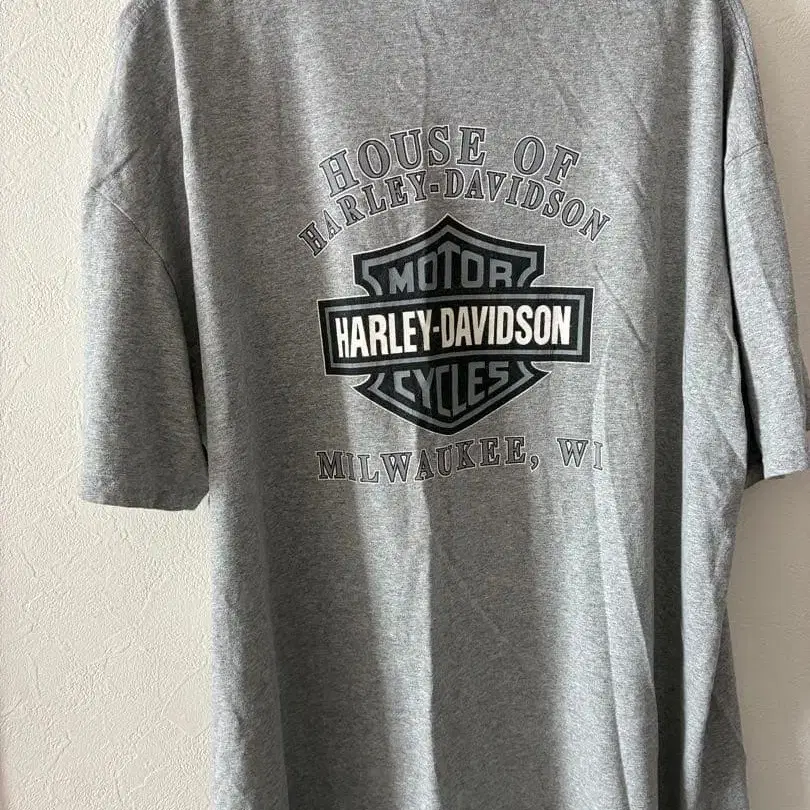 HOUSE OF
HARLEY-DAVIDSON
MOTOR
HARLEY-DAVIDSON
CYCLES
MILWAUKEE, WI